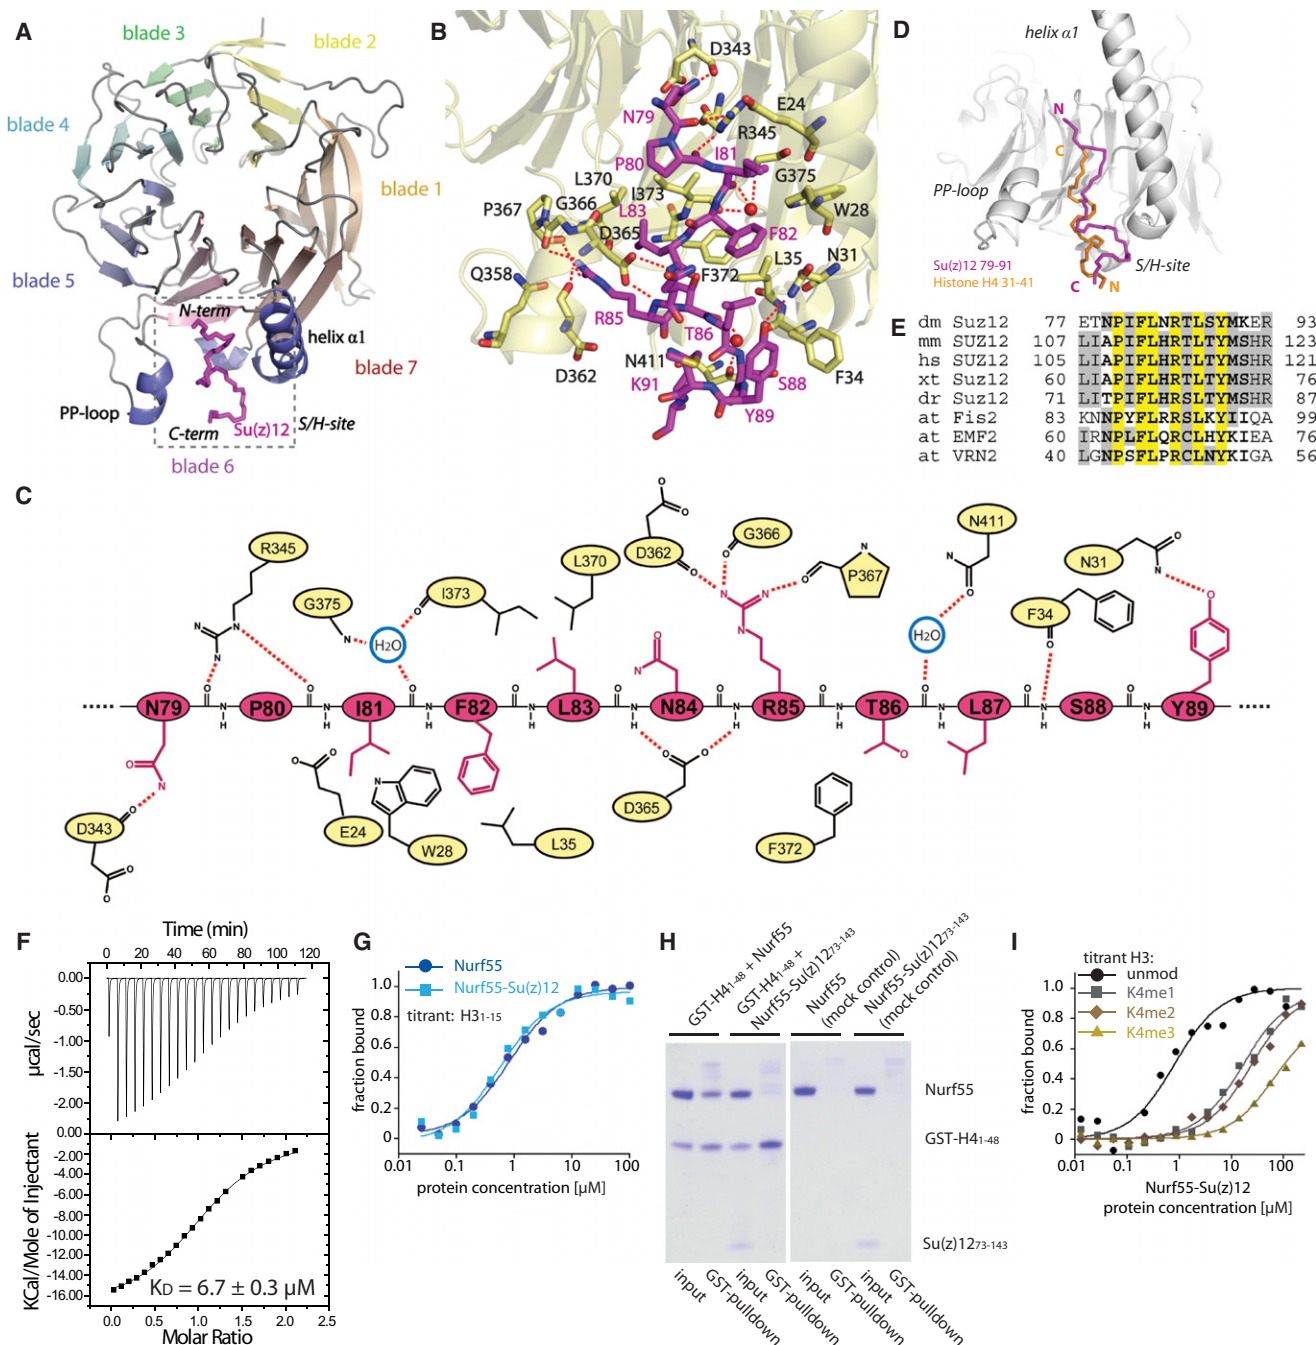 A
blade 3
blade 2
blade 4
blade 1
blade 5
N-term
helix α1
blade 7
PP-loop
C-term
Su(z)12
S/H-site
blade 6
B
D343
N79
E24
R345
P80
I81
G375
L370
I373
P367
G366
L83
W28
D365
F82
L35
N31
Q358
F372
R85
T86
N411
D362
K91
S88
F34
Y89
D
helix α1
N
C
PP-loop
S/H-site
Su(z)12 79-91
Histone H4 31-41
C
N
E
dm Suz12 77 ETNPIFLNRTLSYMKER 93
mm SUZ12 107 LIAPIFLHRTLTYMSHR 123
hs SUZ12 105 LIAPIFLHRTLTYMSHR 121
xt Suz12 60 LIAPIFLHRTLTYMSHR 76
dr Suz12 71 LITPIFLHRTLTYMSHR 87
at Fis2 83 KNNPYFLRRSLKYIIQA 99
at EMF2 60 IRNPLFLQRCLHYKIEA 76
at VRN2 40 LGNPSFLPRCLNYKIGA 56
C
R345
G375
I373
H2O
L370
D362
G366
P367
N411
H2O
N31
F34
N79 P80 I81 F82 L83 N84 R85 T86 L87 S88 Y89
D343
E24
W28
L35
D365
F372
F
Time (min)
0 20 40 60 80 100 120
0.00
-0.50
-1.00
-1.50
-2.00
µcal/sec
0.00
-2.00
-4.00
-6.00
-8.00
-10.00
-12.00
-14.00
-16.00
KCal/Mole of Injectant
KD = 6.7 ± 0.3 µM
0.0 0.5 1.0 1.5 2.0 2.5
Molar Ratio
G
Nurf55
Nurf55-Su(z)12
titrant: H31-15
1.0
0.8
0.6
0.4
0.2
0
fraction bound
0.01 0.1 1 10 100
protein concentration [µM]
H
GST-H41-48 + Nurf55
GST-H41-48 +
Nurf55-Su(z)1273-143
Nurf55
(mock control)
Nurf55-Su(z)1273-143
(mock control)
Nurf55
GST-H41-48
Su(z)1273-143
input
GST-pulldown
input
GST-pulldown
input
GST-pulldown
input
GST-pulldown
I
titrant H3:
unmod
K4me1
K4me2
K4me3
1.0
0.8
0.6
0.4
0.2
0
fraction bound
0.01 0.1 1 10 100
Nurf55-Su(z)12
protein concentration [µM]